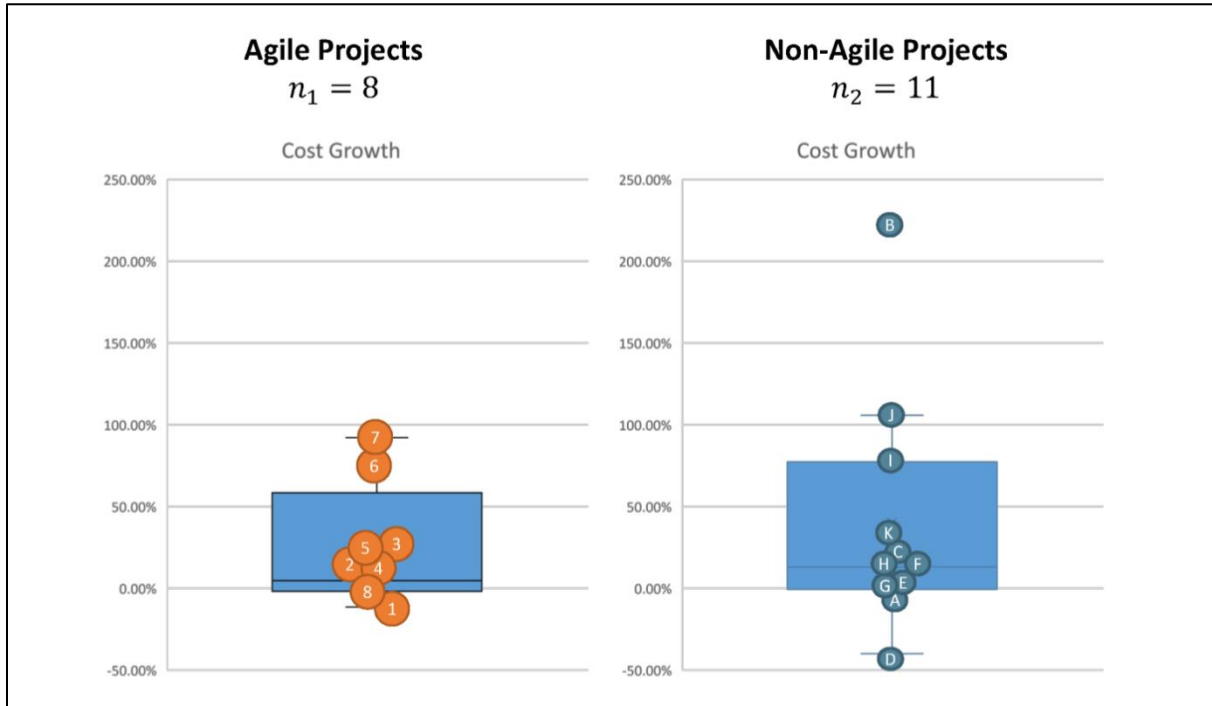 Agile Projects
n₁ = 8
Cost Growth
250.00%
200.00%
150.00%
100.00%
50.00%
0.00%
-50.00%
7
6
3
5
2
4
8
1
Non-Agile Projects
n₂ = 11
Cost Growth
250.00%
200.00%
150.00%
100.00%
50.00%
0.00%
-50.00%
B
J
I
K
C
H
F
E
G
A
D